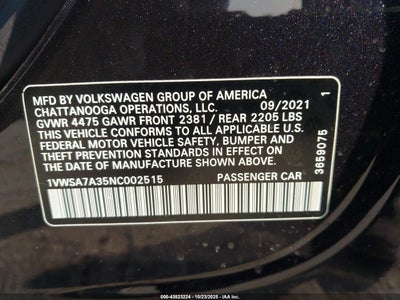 MFD BY VOLKSWAGEN GROUP OF AMERICA
CHATTANOOGA OPERATIONS, LLC. 09/2021
GVWR 4475 GAWR FRONT 2381 / REAR 2205 LBS
THIS VEHICLE CONFORMS TO ALL APPLICABLE U.S.
FEDERAL MOTOR VEHICLE SAFETY, BUMPER AND
THEFT PREVENTION STANDARDS IN EFFECT ON
THE DATE OF MANUFACTURE SHOWN ABOVE.
1VWSA7A35NC002515 PASSENGER CAR
1
3659075
000-43523224 - 10/23/2025 - IAA